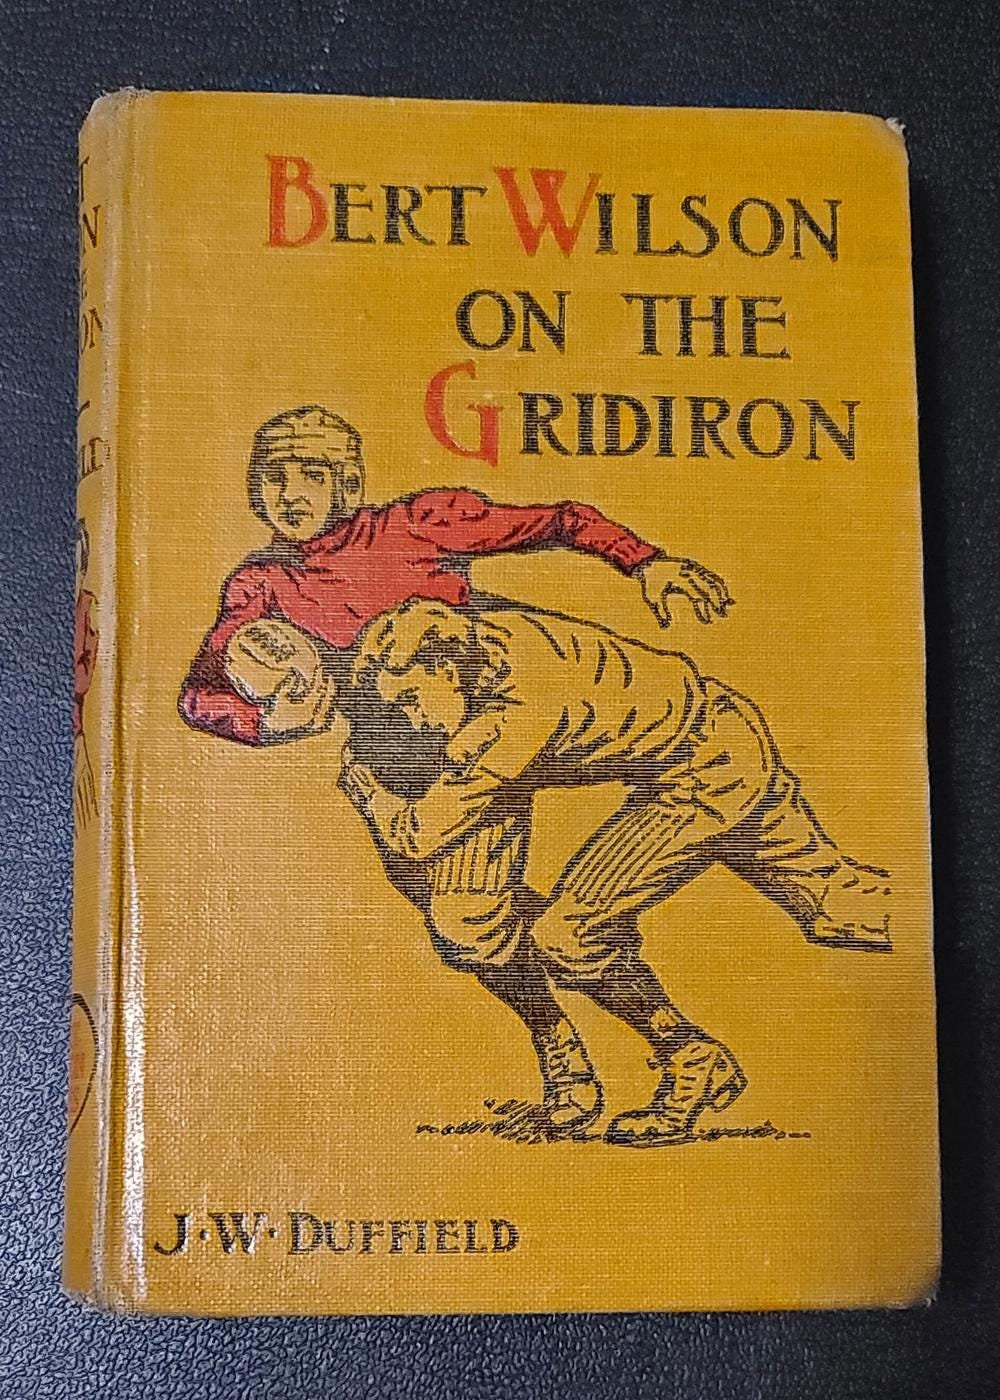 BERT WILSON
ON THE
GRIDIRON
J·W·DUFFIELD